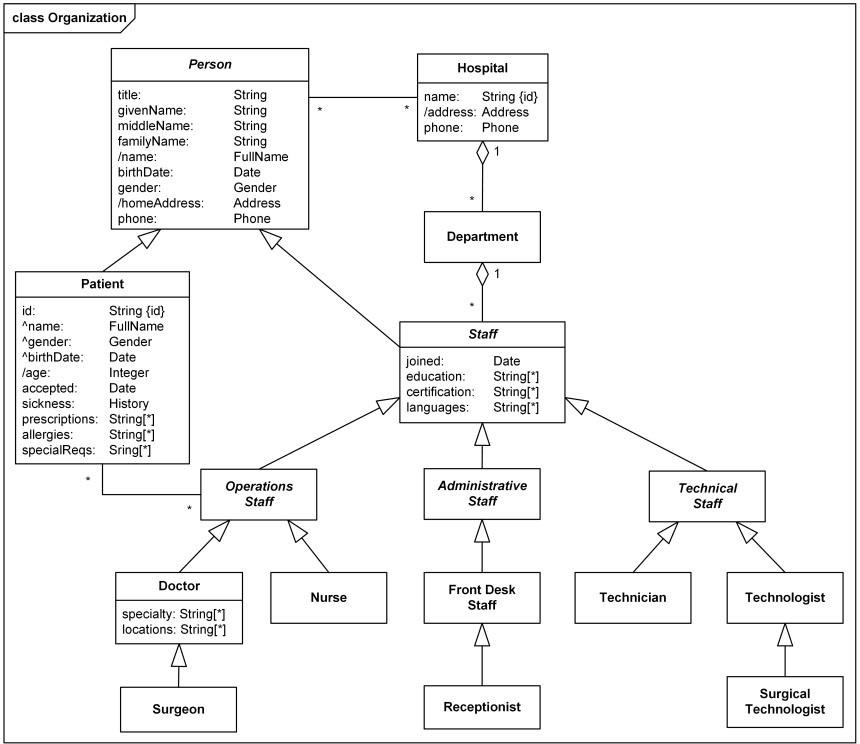 class Organization
Person
title: String
givenName: String
middleName: String
familyName: String
/name: FullName
birthDate: Date
gender: Gender
/homeAddress: Address
phone: Phone
*
*
Hospital
name: String {id}
/address: Address
phone: Phone
1
*
Department
1
*
Patient
id: String {id}
^name: FullName
^gender: Gender
^birthDate: Date
/age: Integer
accepted: Date
sickness: History
prescriptions: String[*]
allergies: String[*]
specialReqs: Sring[*]
*
*
Staff
joined: Date
education: String[*]
certification: String[*]
languages: String[*]
Operations
Staff
Administrative
Staff
Technical
Staff
Doctor
specialty: String[*]
locations: String[*]
Nurse
Front Desk
Staff
Technician
Technologist
Surgeon
Receptionist
Surgical
Technologist